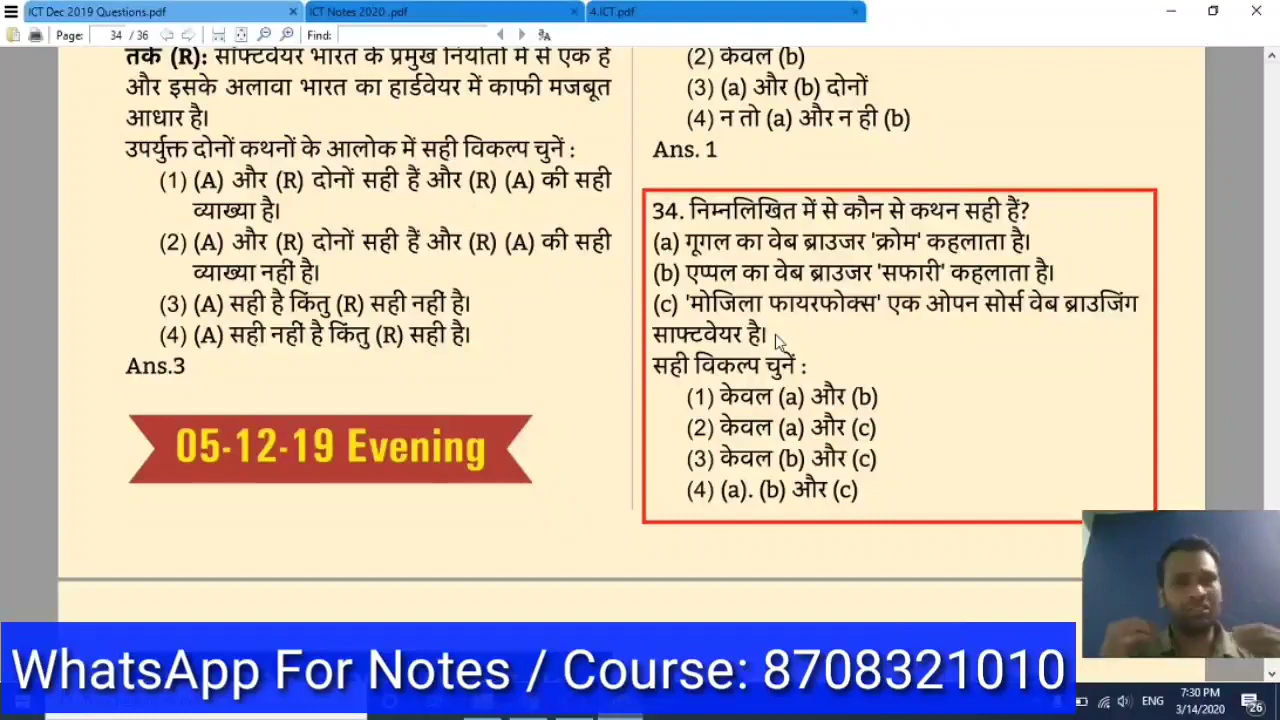 ICT Dec 2019 Questions.pdf
ICT Notes 2020 .pdf
4.ICT.pdf
Page: 34 / 36 Find:
तर्क (R): सॉफ्टवेयर भारत के प्रमुख निर्यातों में से एक है
और इसके अलावा भारत का हार्डवेयर में काफी मजबूत
आधार है।
उपर्युक्त दोनों कथनों के आलोक में सही विकल्प चुनें :
(1) (A) और (R) दोनों सही हैं और (R) (A) की सही
व्याख्या है।
(2) (A) और (R) दोनों सही हैं और (R) (A) की सही
व्याख्या नहीं है।
(3) (A) सही है किंतु (R) सही नहीं है।
(4) (A) सही नहीं है किंतु (R) सही है।
Ans.3
05-12-19 Evening
(2) केवल (b)
(3) (a) और (b) दोनों
(4) न तो (a) और न ही (b)
Ans. 1
34. निम्नलिखित में से कौन से कथन सही हैं?
(a) गूगल का वेब ब्राउजर 'क्रोम' कहलाता है।
(b) एप्पल का वेब ब्राउजर 'सफारी' कहलाता है।
(c) 'मोजिला फायरफोक्स' एक ओपन सोर्स वेब ब्राउजिंग
साफ्टवेयर है।
सही विकल्प चुनें :
(1) केवल (a) और (b)
(2) केवल (a) और (c)
(3) केवल (b) और (c)
(4) (a). (b) और (c)
WhatsApp For Notes / Course: 8708321010
ENG
7:30 PM
3/14/2020
26